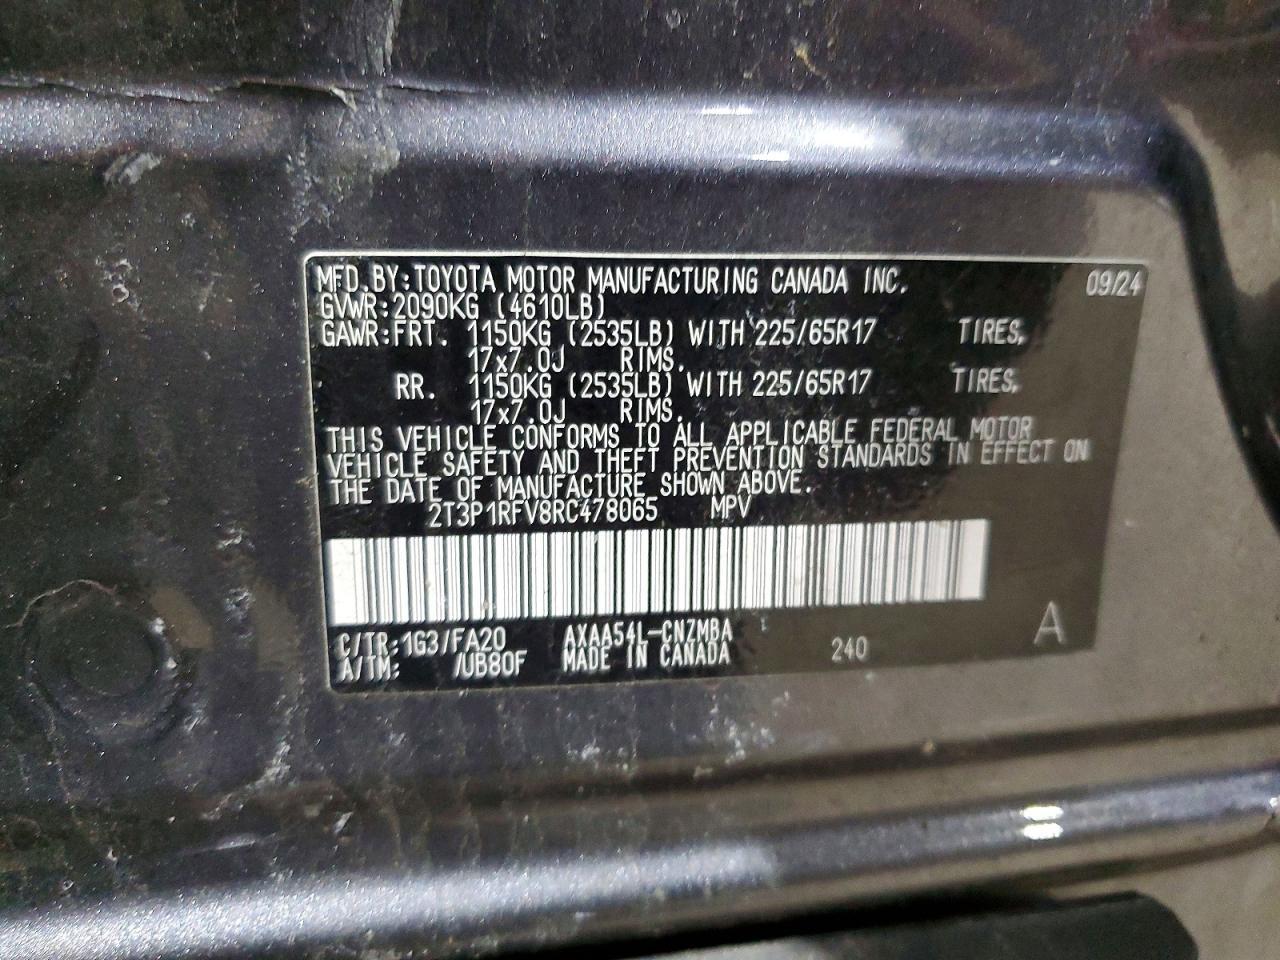 MFD.BY:TOYOTA MOTOR MANUFACTURING CANADA INC. 09/24
GVWR:2090KG (4610LB)
GAWR:FRT. 1150KG (2535LB) WITH 225/65R17 TIRES,
17x7.0J RIMS.
RR. 1150KG (2535LB) WITH 225/65R17 TIRES,
17x7.0J RIMS.
THIS VEHICLE CONFORMS TO ALL APPLICABLE FEDERAL MOTOR
VEHICLE SAFETY AND THEFT PREVENTION STANDARDS IN EFFECT ON
THE DATE OF MANUFACTURE SHOWN ABOVE.
2T3P1RFV8RC478065 MPV
C/TR:1G3/FA20 AXAA54L-CNZMBA 240 A
A/TM: /UB80F MADE IN CANADA